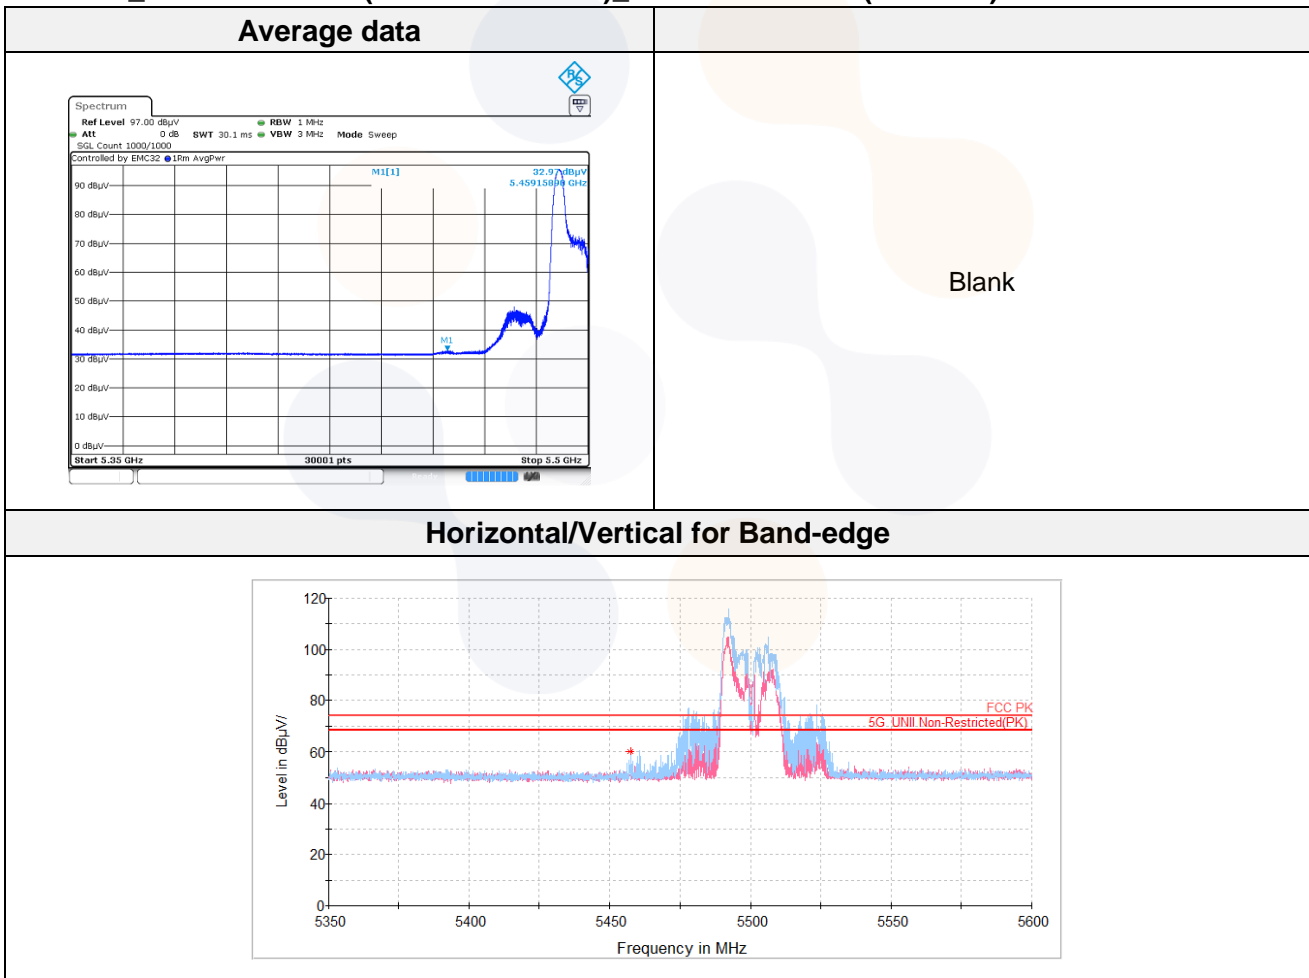 Average data
R&S
Spectrum
Ref Level 97.00 dBµV RBW 1 MHz
Att 0 dB SWT 30.1 ms VBW 3 MHz Mode Sweep
SGL Count 1000/1000
Controlled by EMC32 1Rm AvgPwr
M1[1] 32.97 dBµV
GHz
90 dBµV
80 dBµV
70 dBµV
60 dBµV
50 dBµV
40 dBµV
M1
30 dBµV
20 dBµV
10 dBµV
0 dBµV
Start 5.35 GHz 30001 pts Stop 5.5 GHz
Blank
Horizontal/Vertical for Band-edge
120
100
80
60
40
20
0
Level in dBµV/
FCC PK
5G UNII Non-Restricted(PK)
5350 5400 5450 5500 5550 5600
Frequency in MHz